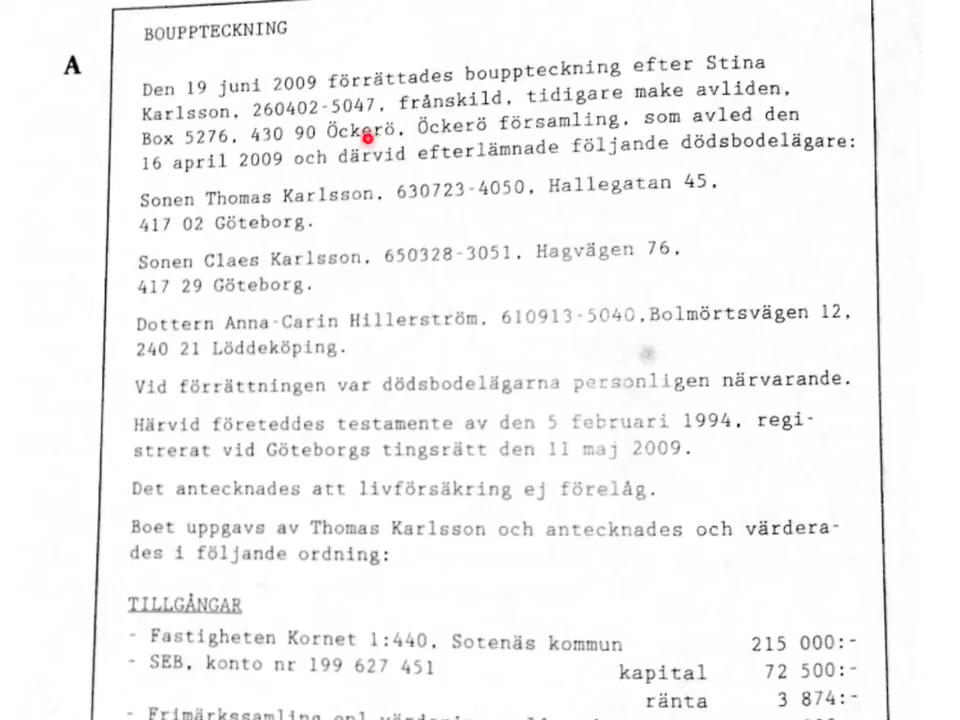 BOUPPTECKNING
A
Den 19 juni 2009 förrättades bouppteckning efter Stina
Karlsson, 260402-5047, frånskild, tidigare make avliden,
Box 5276, 430 90 Öckerö, Öckerö församling, som avled den
16 april 2009 och därvid efterlämnade följande dödsbodelägare:
Sonen Thomas Karlsson, 630723-4050, Hallegatan 45,
417 02 Göteborg.
Sonen Claes Karlsson, 650328-3051, Hagvägen 76,
417 29 Göteborg.
Dottern Anna-Carin Hillerström, 610913-5040,Bolmörtsvägen 12,
240 21 Löddeköping.
Vid förrättningen var dödsbodelägarna personligen närvarande.
Härvid företeddes testamente av den 5 februari 1994, regi-
strerat vid Göteborgs tingsrätt den 11 maj 2009.
Det antecknades att livförsäkring ej förelåg.
Boet uppgavs av Thomas Karlsson och antecknades och värdera-
des i följande ordning:
TILLGÅNGAR
- Fastigheten Kornet 1:440, Sotenäs kommun 215 000:-
- SEB, konto nr 199 627 451 kapital 72 500:-
ränta 3 874:-
- Frimärkssamling enl